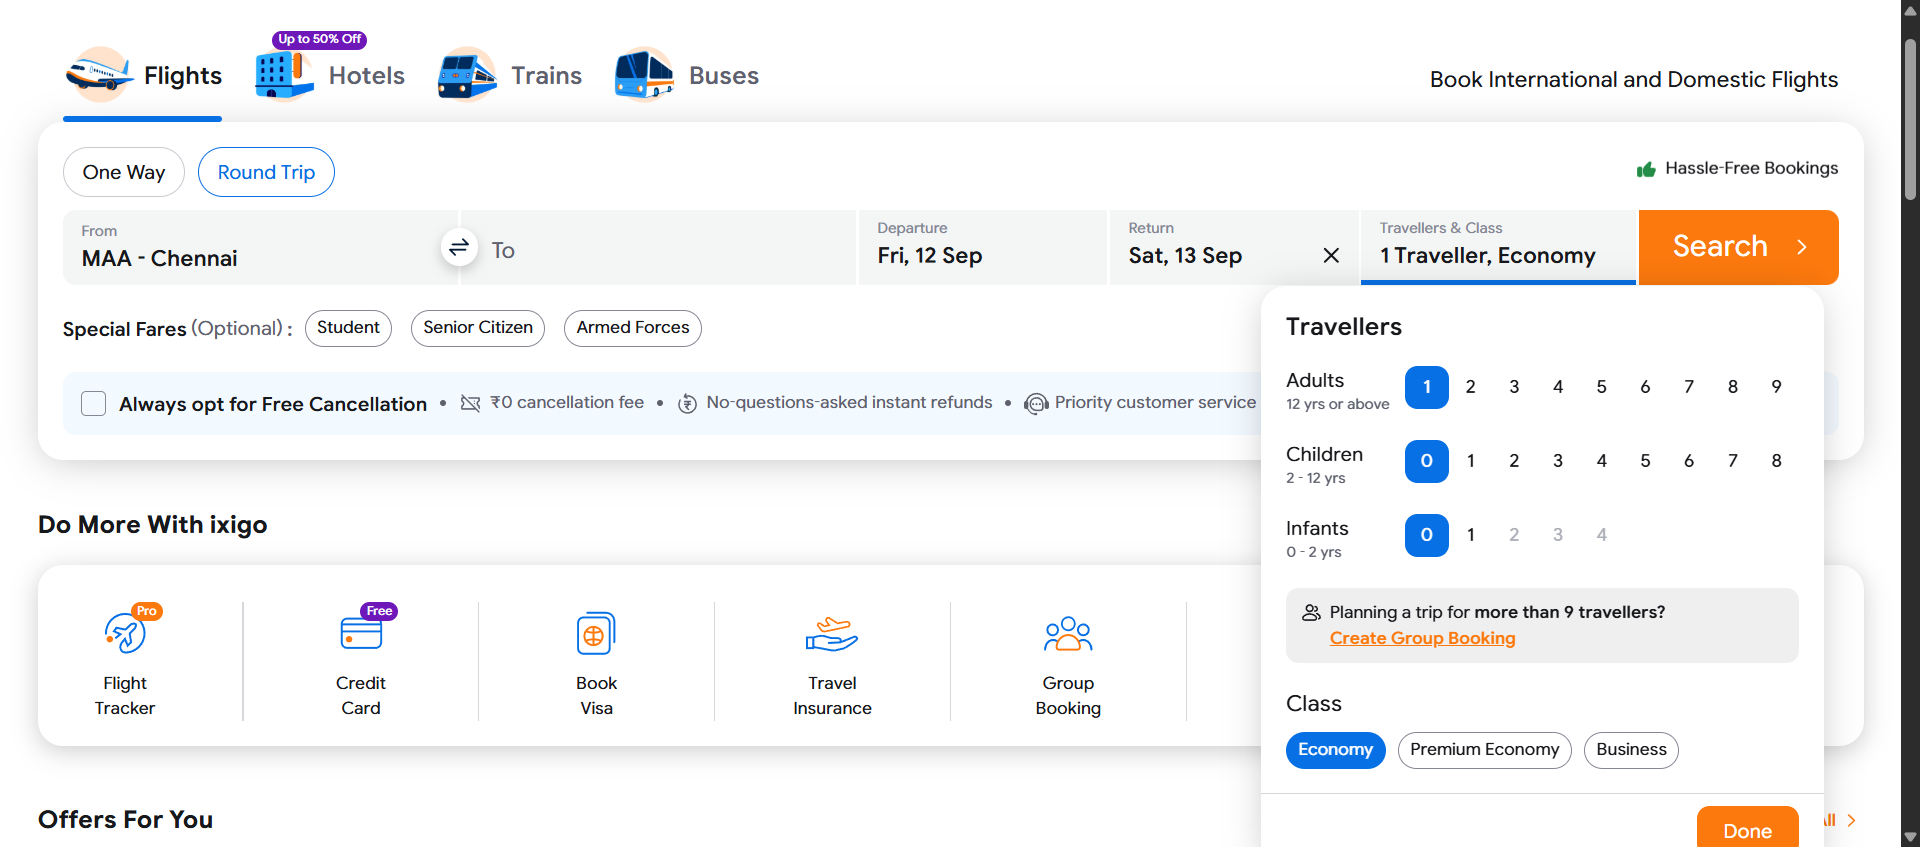 Up to 50% Off
Flights
Hotels
Trains
Buses
Book International and Domestic Flights
One Way
Round Trip
Hassle-Free Bookings
From
MAA - Chennai
To
Departure
Fri, 12 Sep
Return
Sat, 13 Sep
Travellers & Class
1 Traveller, Economy
Search
Special Fares (Optional) :
Student
Senior Citizen
Armed Forces
Always opt for Free Cancellation • ₹0 cancellation fee • No-questions-asked instant refunds • Priority customer service
Travellers
Adults
12 yrs or above
1 2 3 4 5 6 7 8 9
Children
2 - 12 yrs
0 1 2 3 4 5 6 7 8
Infants
0 - 2 yrs
0 1 2 3 4
Planning a trip for more than 9 travellers?
Create Group Booking
Class
Economy
Premium Economy
Business
Done
Do More With ixigo
Pro
Flight
Tracker
Free
Credit
Card
Book
Visa
Travel
Insurance
Group
Booking
Offers For You